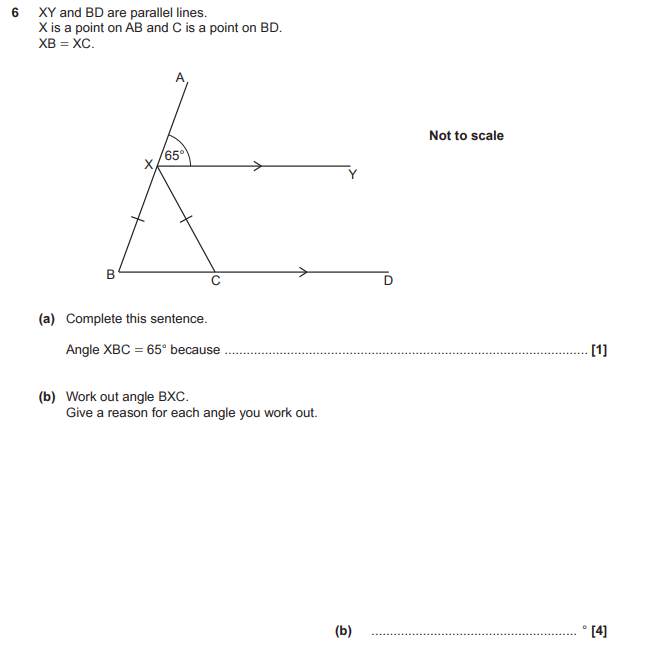 6 XY and BD are parallel lines.
X is a point on AB and C is a point on BD.
XB = XC.
A
Not to scale
65°
X
Y
B
C
D
(a) Complete this sentence.
Angle XBC = 65° because ........................................................................................................ [1]
(b) Work out angle BXC.
Give a reason for each angle you work out.
(b) ........................................................ ° [4]